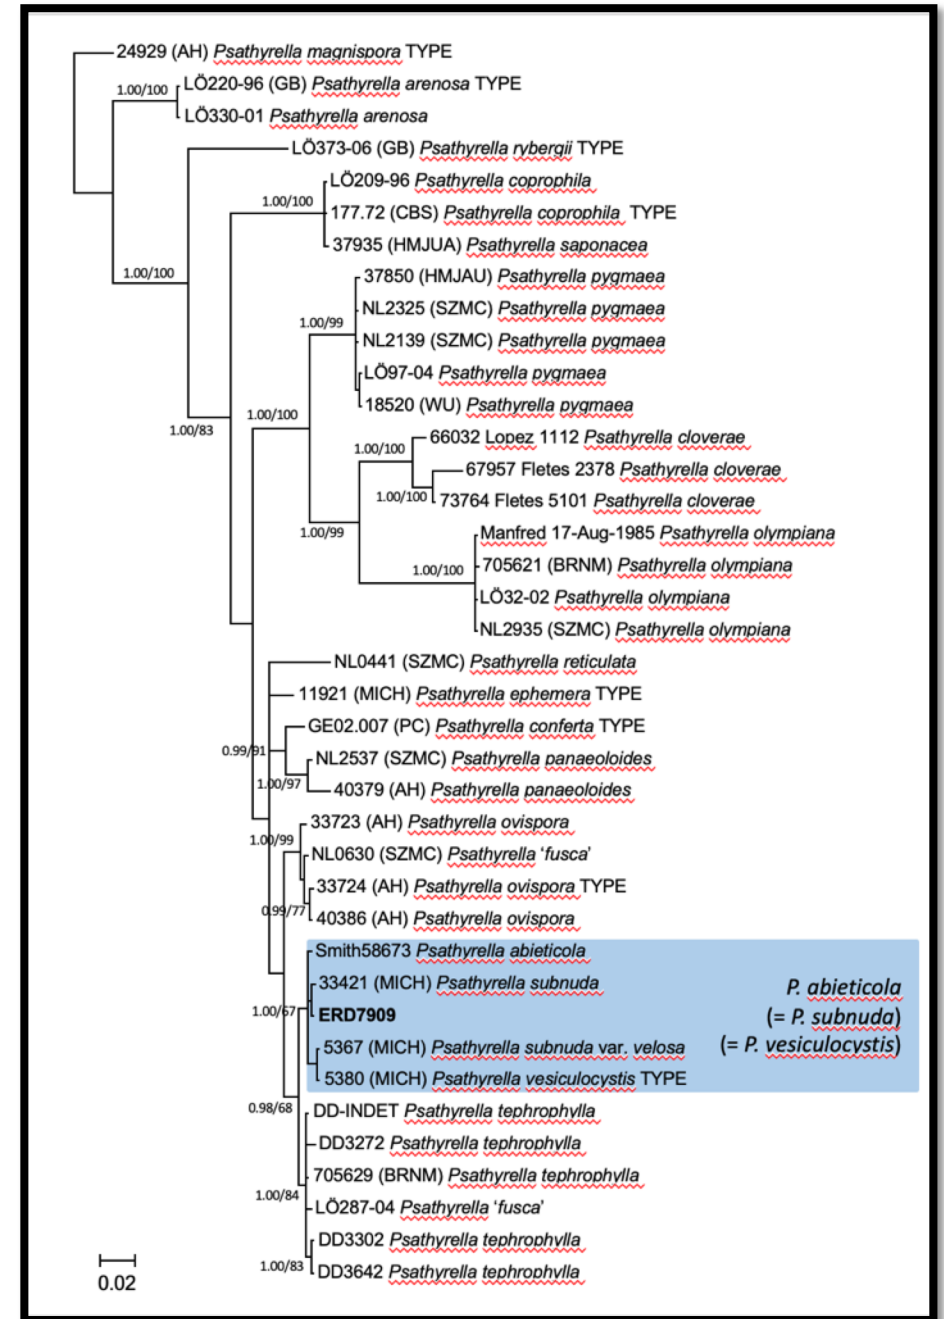 24929 (AH) Psathyrella magnispora TYPE
1.00/100
LÖ220-96 (GB) Psathyrella arenosa TYPE
LÖ330-01 Psathyrella arenosa
LÖ373-06 (GB) Psathyrella rybergii TYPE
LÖ209-96 Psathyrella coprophila
1.00/100
177.72 (CBS) Psathyrella coprophila TYPE
37935 (HMJUA) Psathyrella saponacea
1.00/100
37850 (HMJAU) Psathyrella pygmaea
NL2325 (SZMC) Psathyrella pygmaea
1.00/99
NL2139 (SZMC) Psathyrella pygmaea
LÖ97-04 Psathyrella pygmaea
18520 (WU) Psathyrella pygmaea
1.00/100
1.00/83
66032 Lopez 1112 Psathyrella cloverae
1.00/100
67957 Fletes 2378 Psathyrella cloverae
1.00/100
73764 Fletes 5101 Psathyrella cloverae
1.00/99
Manfred 17-Aug-1985 Psathyrella olympiana
1.00/100
705621 (BRNM) Psathyrella olympiana
LÖ32-02 Psathyrella olympiana
NL2935 (SZMC) Psathyrella olympiana
NL0441 (SZMC) Psathyrella reticulata
11921 (MICH) Psathyrella ephemera TYPE
GE02.007 (PC) Psathyrella conferta TYPE
0.99/91
NL2537 (SZMC) Psathyrella panaeoloides
1.00/97
40379 (AH) Psathyrella panaeoloides
33723 (AH) Psathyrella ovispora
1.00/99
NL0630 (SZMC) Psathyrella ‘fusca’
33724 (AH) Psathyrella ovispora TYPE
0.99/77
40386 (AH) Psathyrella ovispora
Smith58673 Psathyrella abieticola
33421 (MICH) Psathyrella subnuda
P. abieticola
1.00/67
ERD7909
(= P. subnuda)
5367 (MICH) Psathyrella subnuda var. velosa
(= P. vesiculocystis)
5380 (MICH) Psathyrella vesiculocystis TYPE
0.98/68
DD-INDET Psathyrella tephrophylla
DD3272 Psathyrella tephrophylla
705629 (BRNM) Psathyrella tephrophylla
1.00/84
LÖ287-04 Psathyrella ‘fusca’
DD3302 Psathyrella tephrophylla
1.00/83
DD3642 Psathyrella tephrophylla
0.02